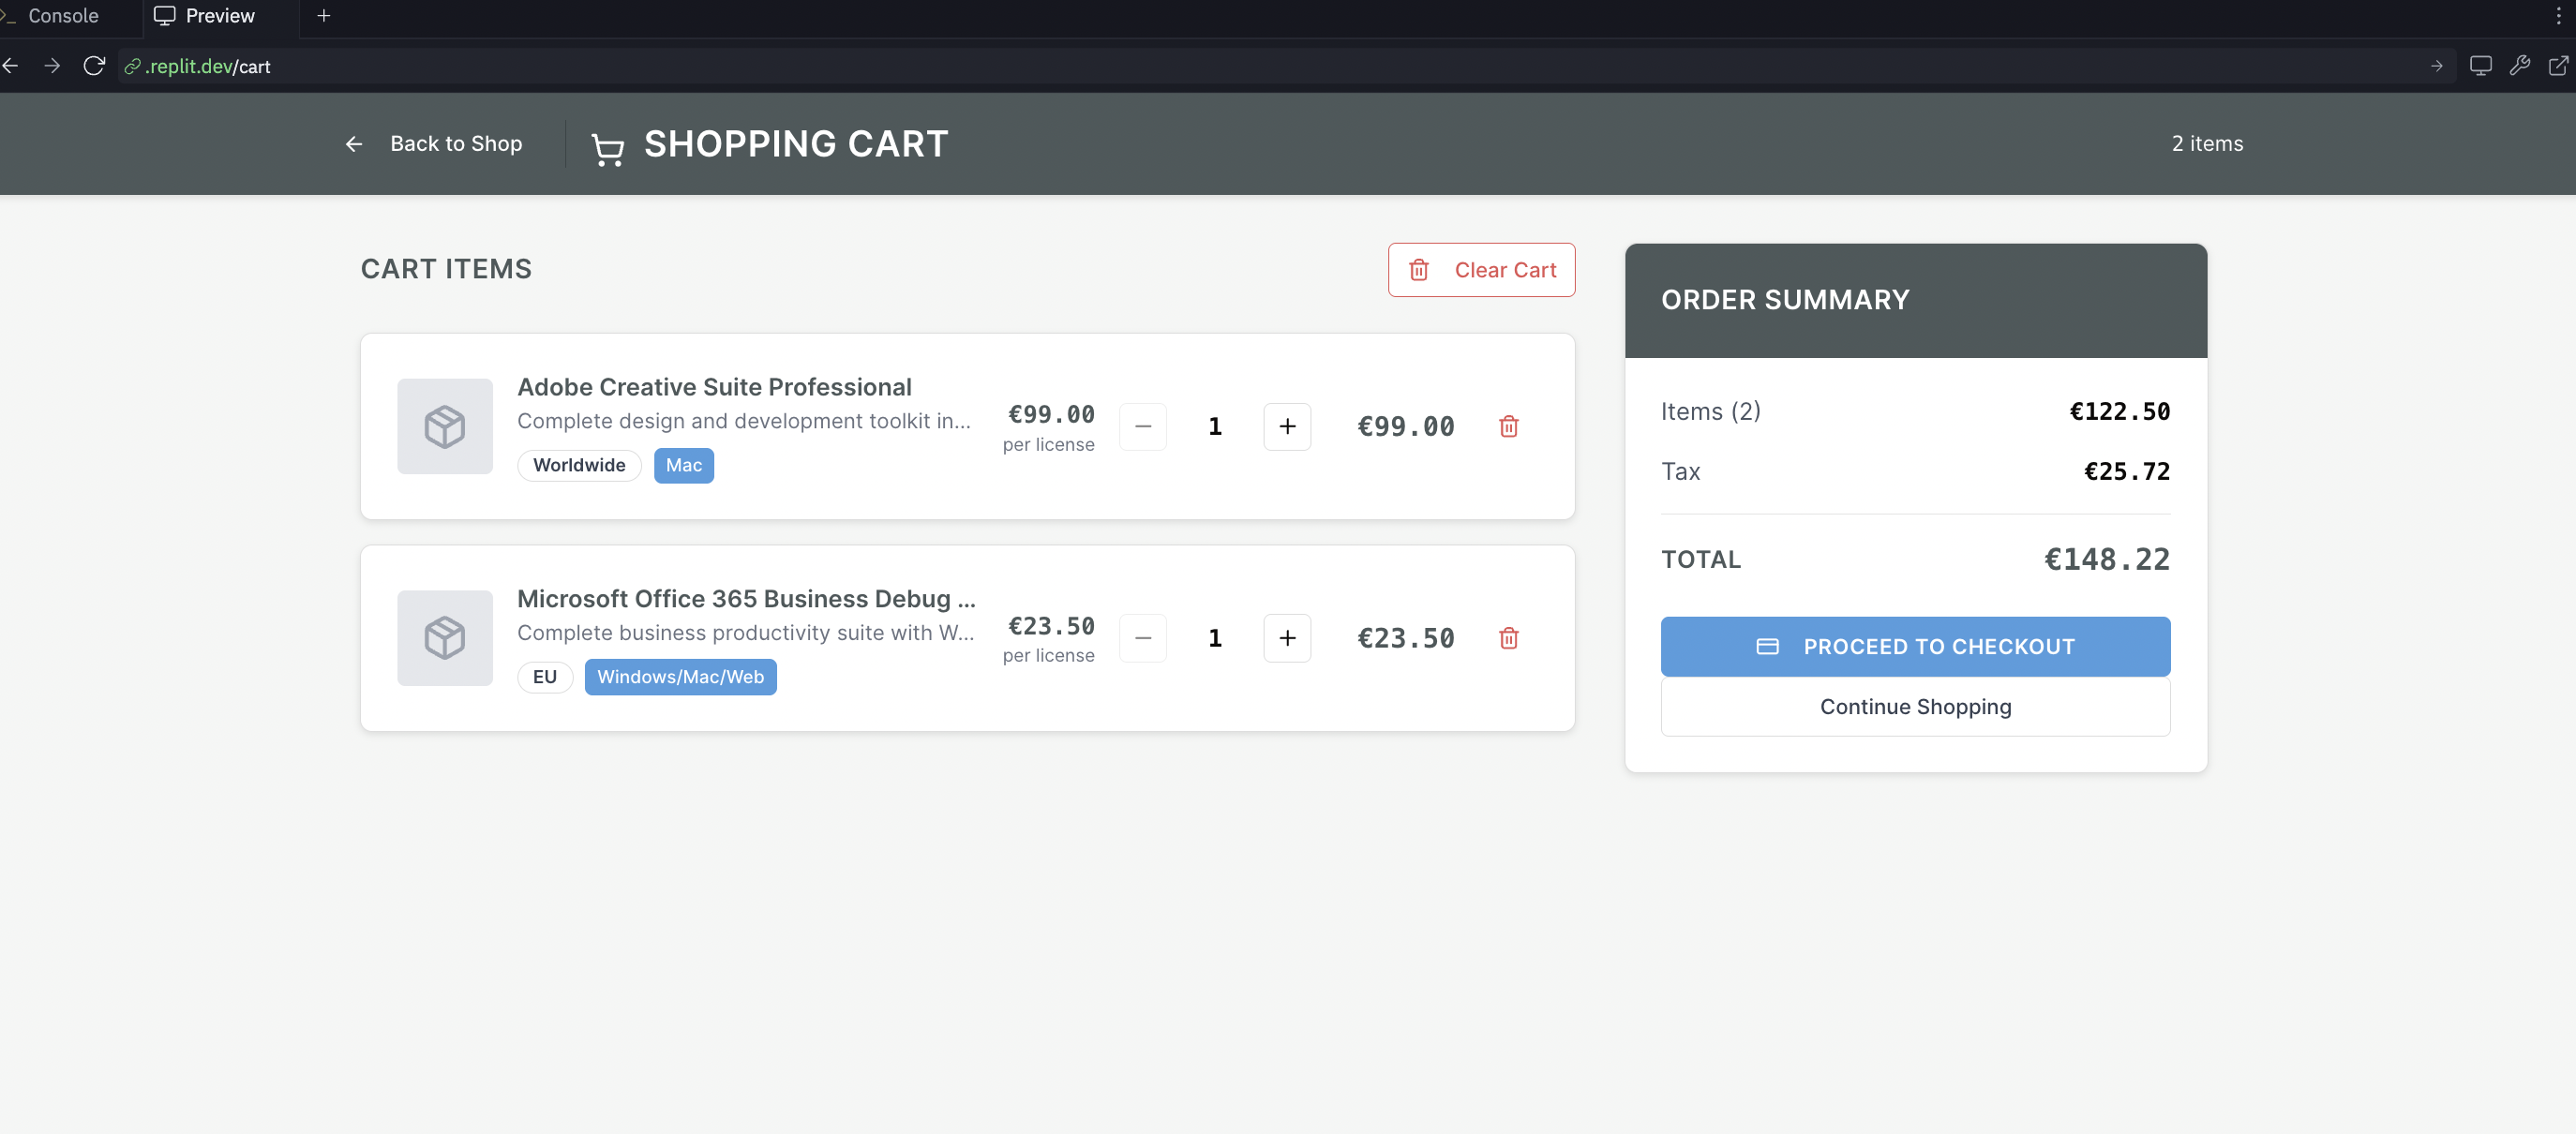 Console
Preview
.replit.dev/cart
Back to Shop
SHOPPING CART
2 items
CART ITEMS
Clear Cart
Adobe Creative Suite Professional
Complete design and development toolkit in...
Worldwide
Mac
€99.00
per license
1
€99.00
Microsoft Office 365 Business Debug ...
Complete business productivity suite with W...
EU
Windows/Mac/Web
€23.50
per license
1
€23.50
ORDER SUMMARY
Items (2) €122.50
Tax €25.72
TOTAL €148.22
PROCEED TO CHECKOUT
Continue Shopping